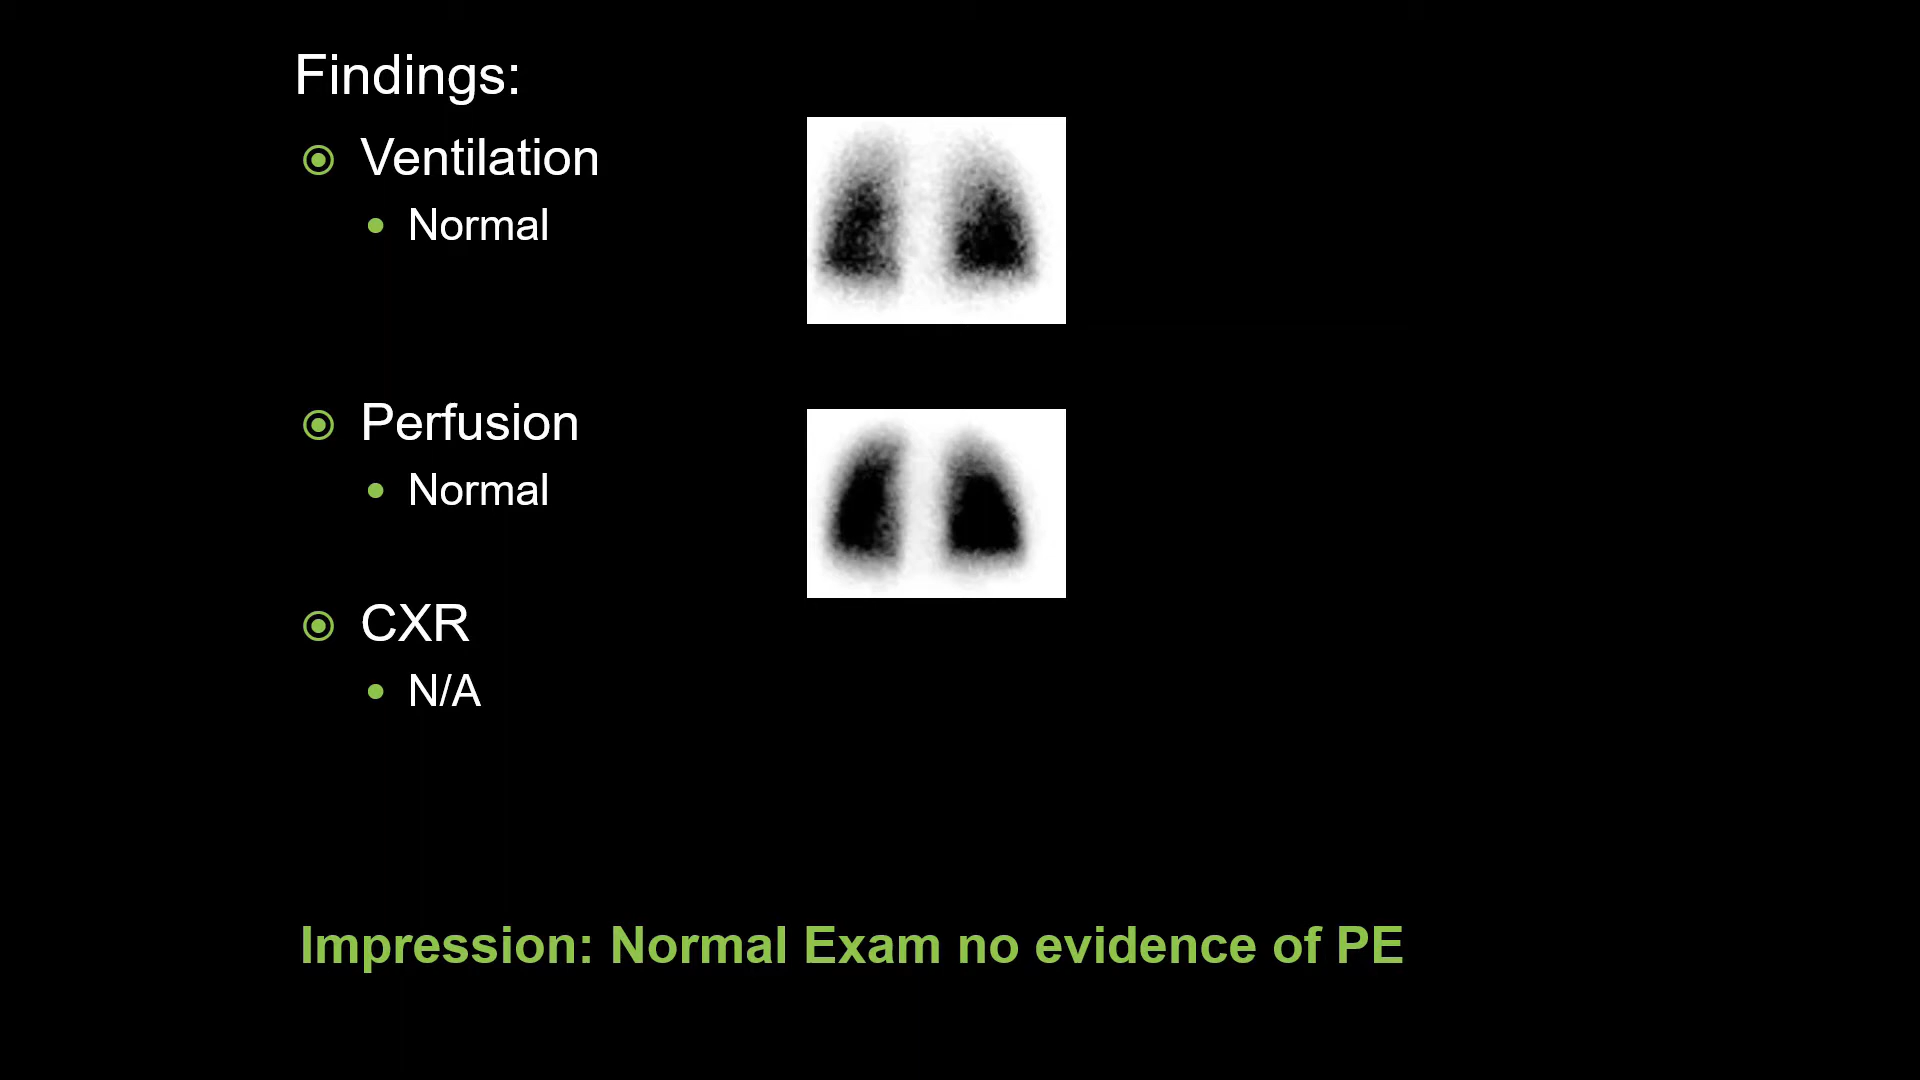 Findings:
Ventilation
Normal
Perfusion
Normal
CXR
N/A
Impression: Normal Exam no evidence of PE